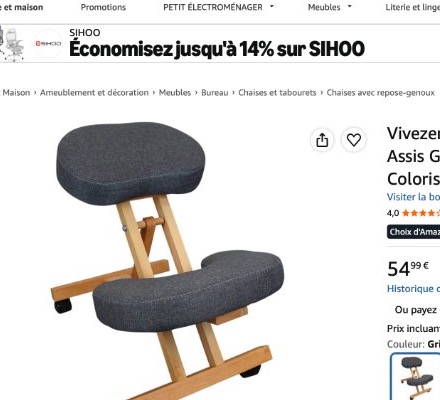 et maison Promotions PETIT ÉLECTROMÉNAGER Meubles Literie et linge
SIHOO
SIHOO Économisez jusqu'à 14% sur SIHOO
Maison › Ameublement et décoration › Meubles › Bureau › Chaises et tabourets › Chaises avec repose-genoux
Vivezen
Assis G
Coloris
Visiter la bo
4,0
Choix d'Amaz
54,99 €
Historique d
Ou payez
Prix incluan
Couleur: Gri